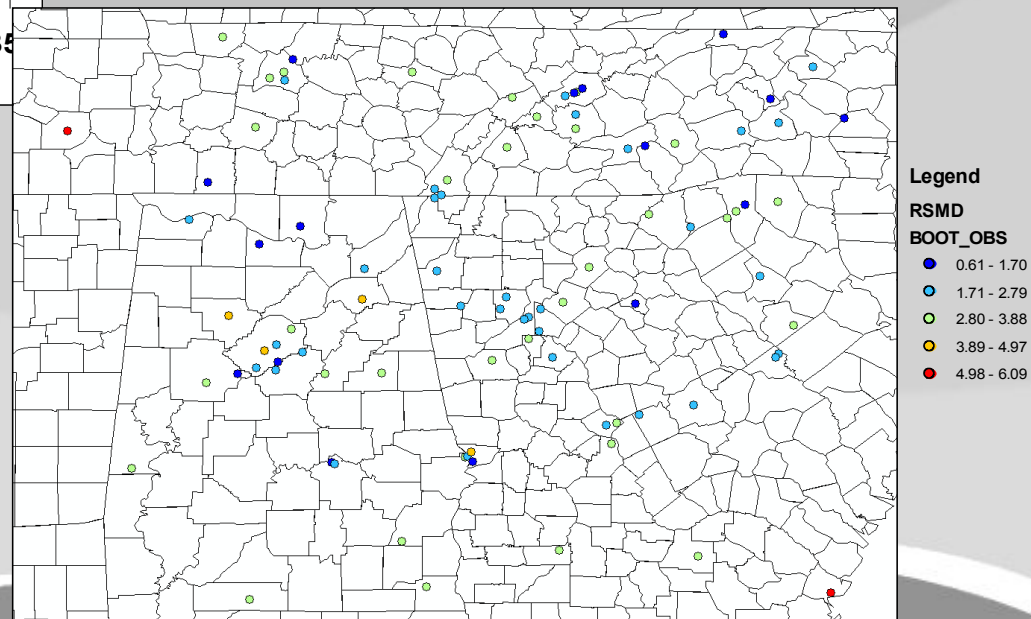 Legend
RSMD
BOOT_OBS
0.61 - 1.70
1.71 - 2.79
2.80 - 3.88
3.89 - 4.97
4.98 - 6.09